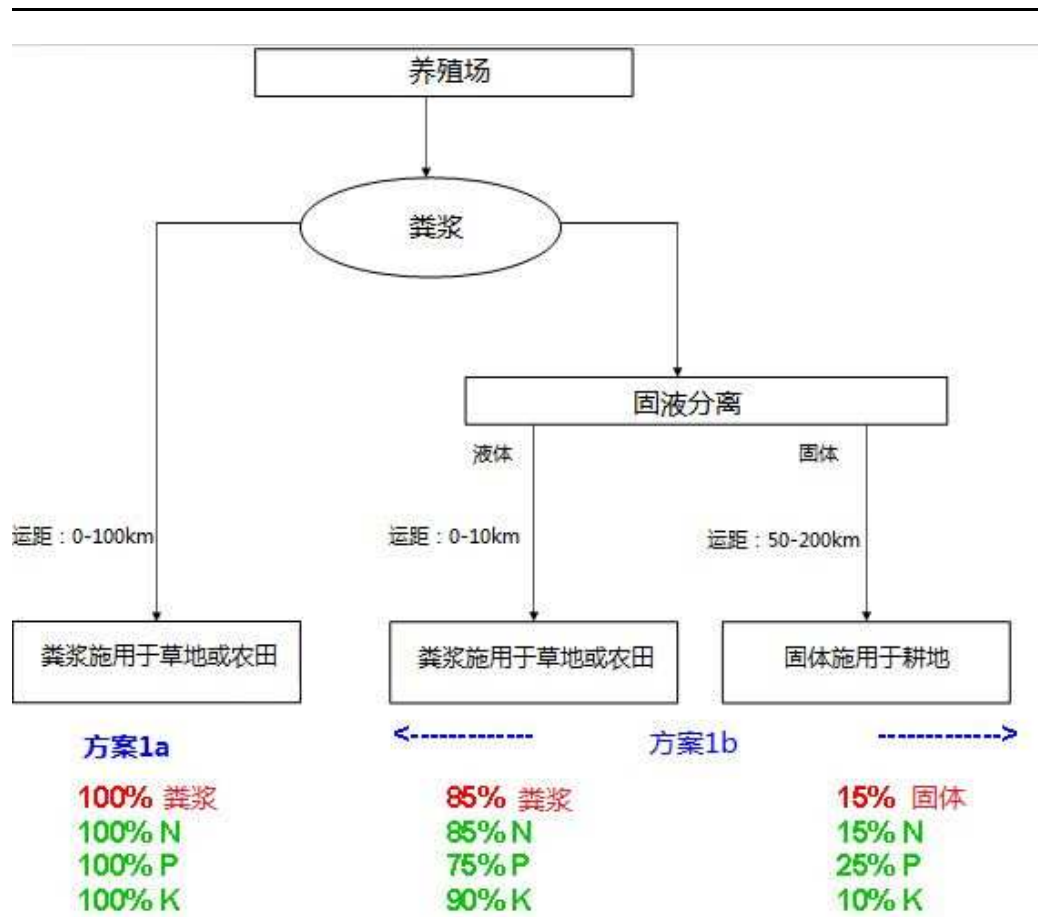 养殖场
粪浆
固液分离
液体
固体
运距：0-100km
运距：0-10km
运距：50-200km
粪浆施用于草地或农田
粪浆施用于草地或农田
固体施用于耕地
方案1a
<------------- 方案1b ------------->
100% 粪浆
100% N
100% P
100% K
85% 粪浆
85% N
75% P
90% K
15% 固体
15% N
25% P
10% K